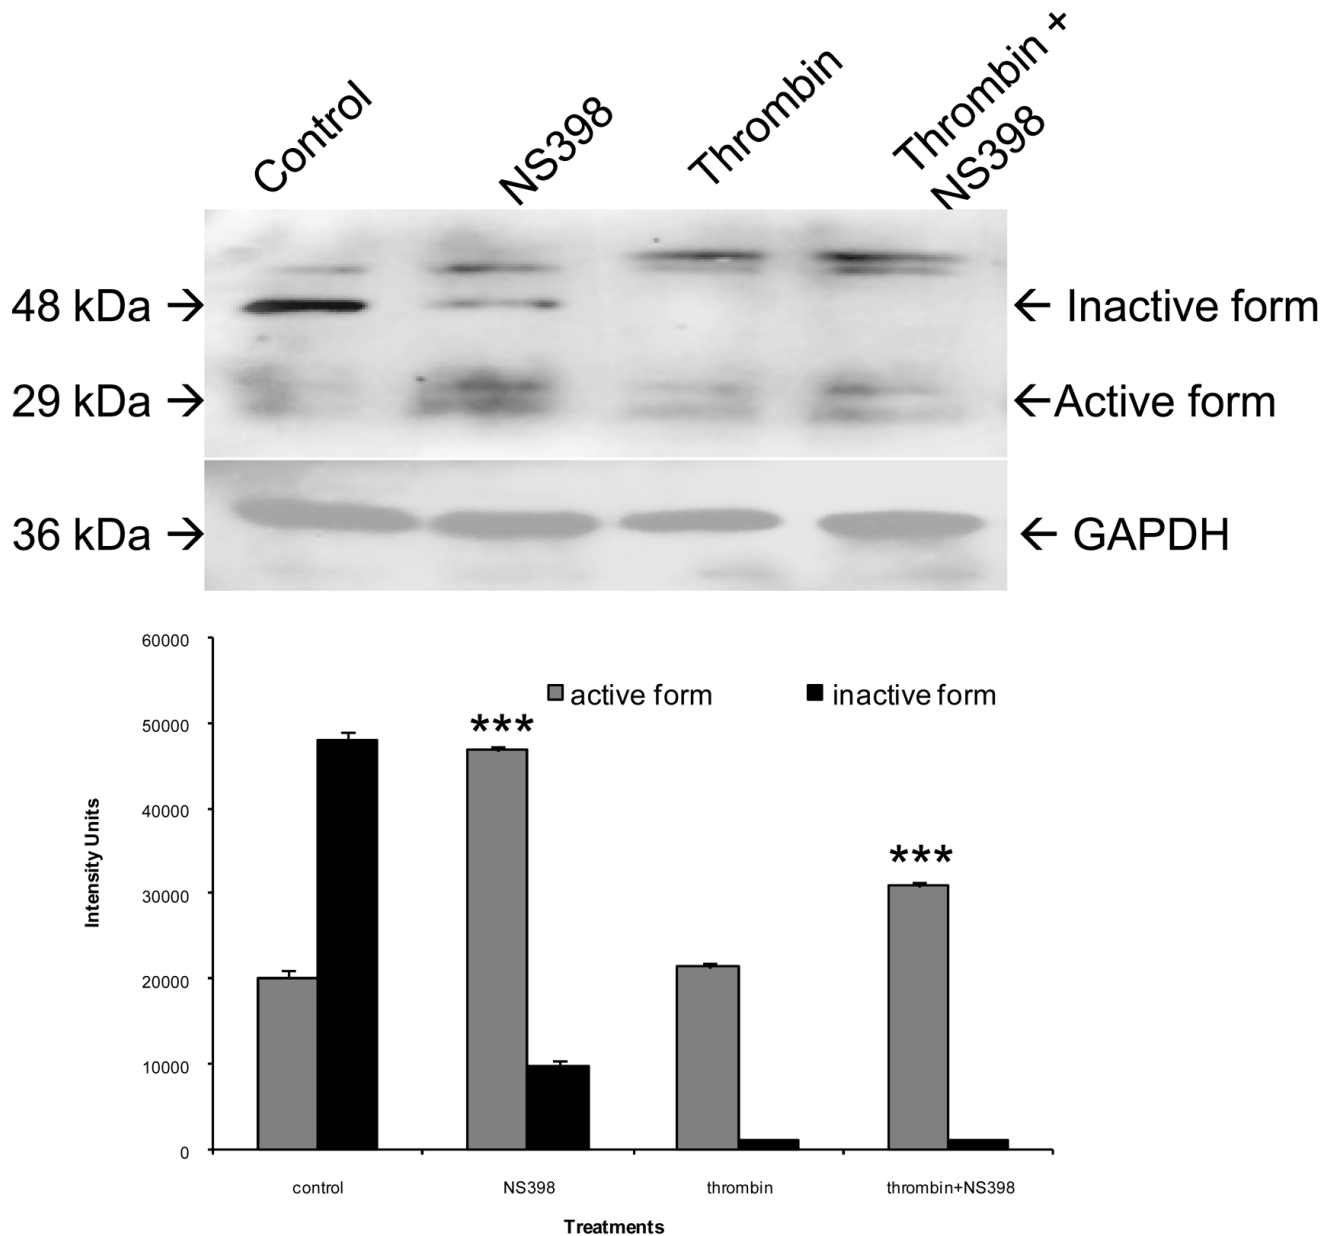 Control
NS398
Thrombin
Thrombin +
NS398
48 kDa → ← Inactive form
29 kDa → ←Active form
36 kDa → ← GAPDH
60000
active form
inactive form
50000
***
40000
***
30000
20000
10000
0
Intensity Units
control
NS398
thrombin
thrombin+NS398
Treatments